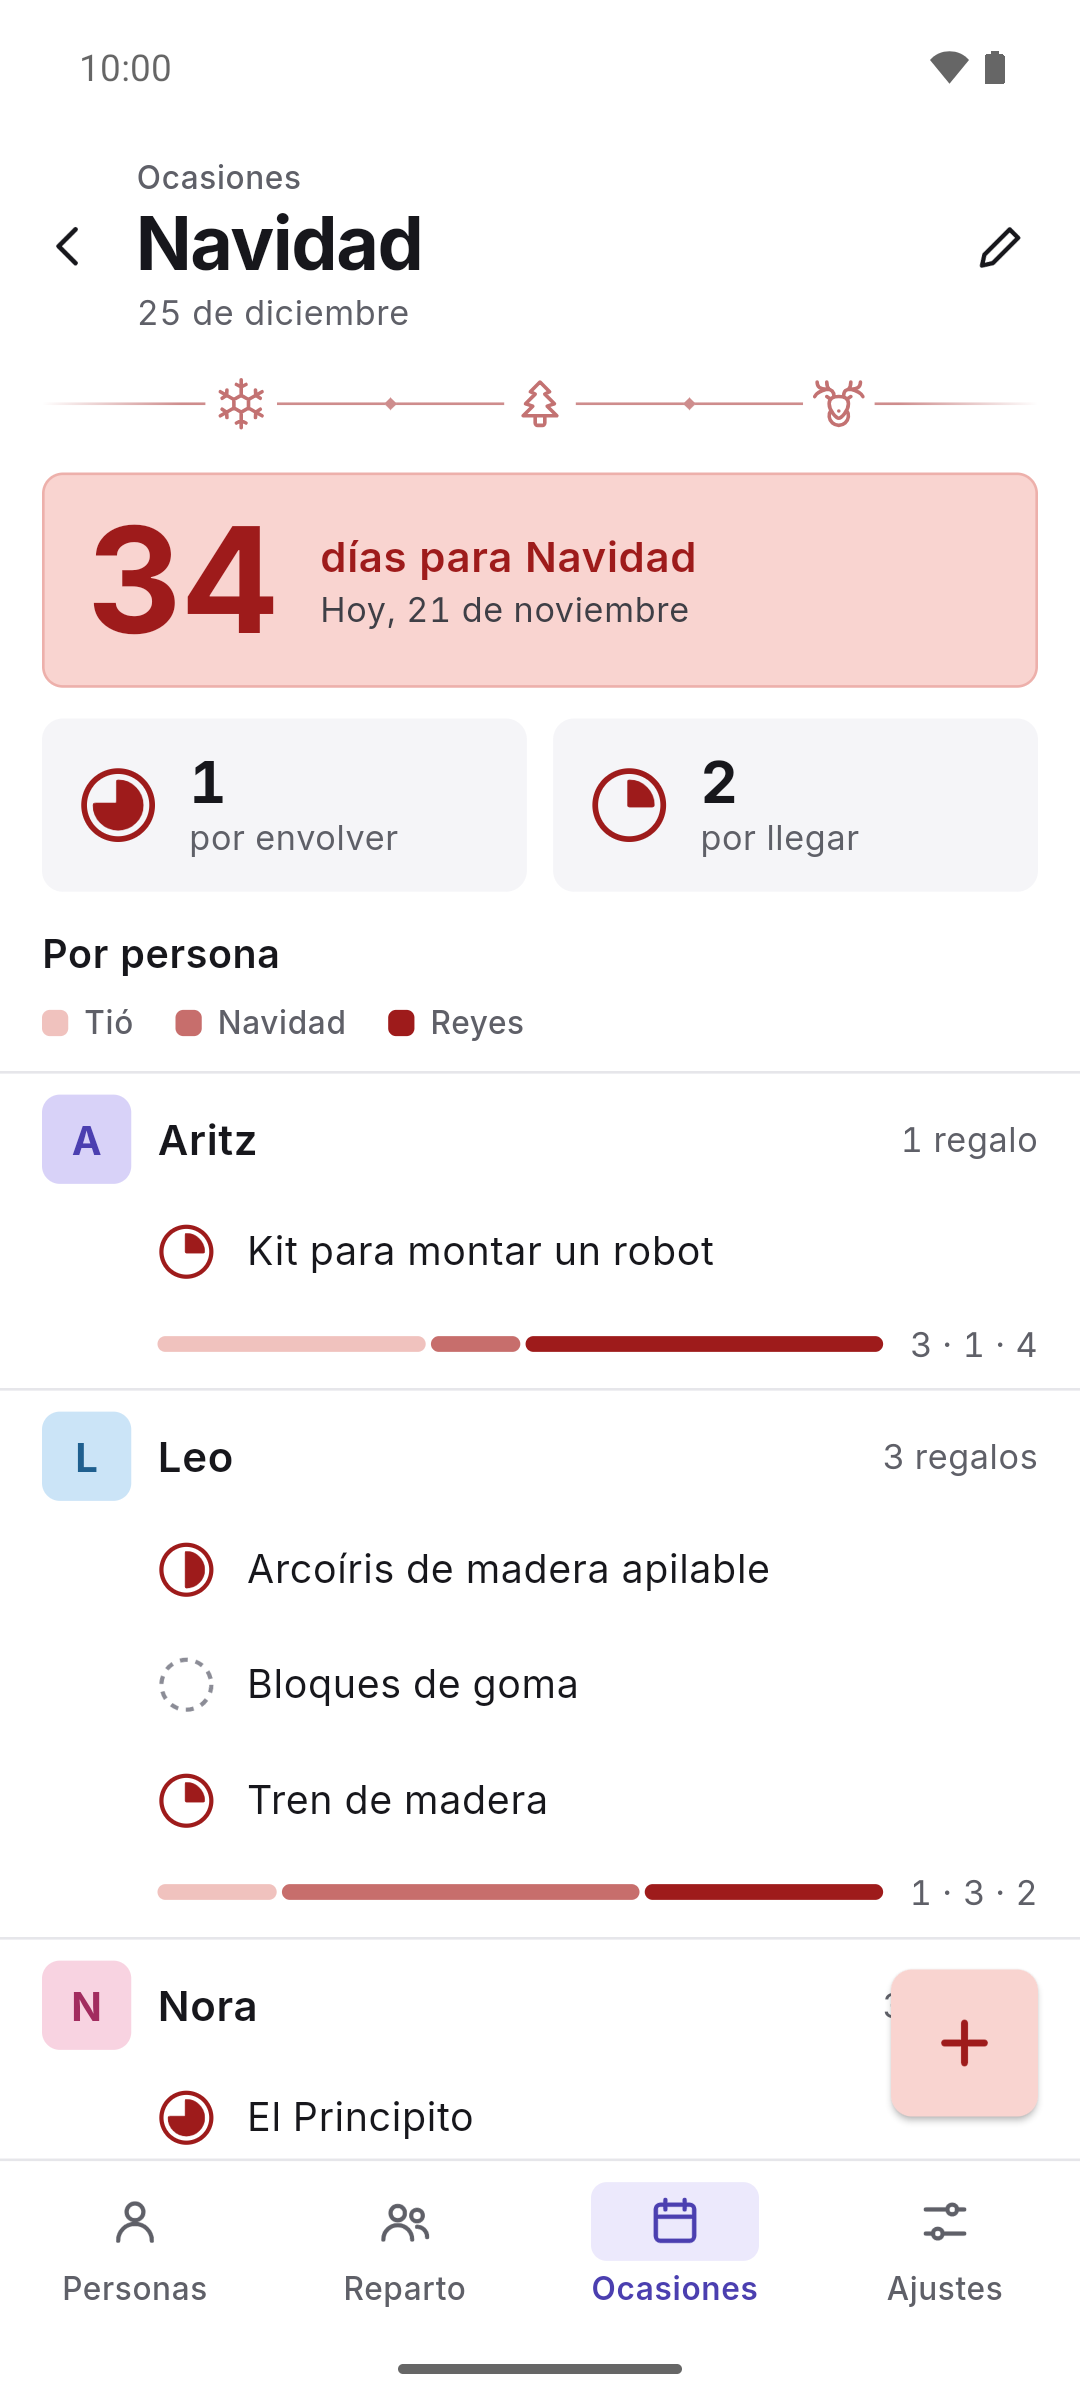 10:00
Ocasiones
Navidad
25 de diciembre
34
días para Navidad
Hoy, 21 de noviembre
1
por envolver
2
por llegar
Por persona
Tió Navidad Reyes
A Aritz 1 regalo
Kit para montar un robot
3 · 1 · 4
L Leo 3 regalos
Arcoíris de madera apilable
Bloques de goma
Tren de madera
1 · 3 · 2
N Nora
El Principito
Personas Reparto Ocasiones Ajustes